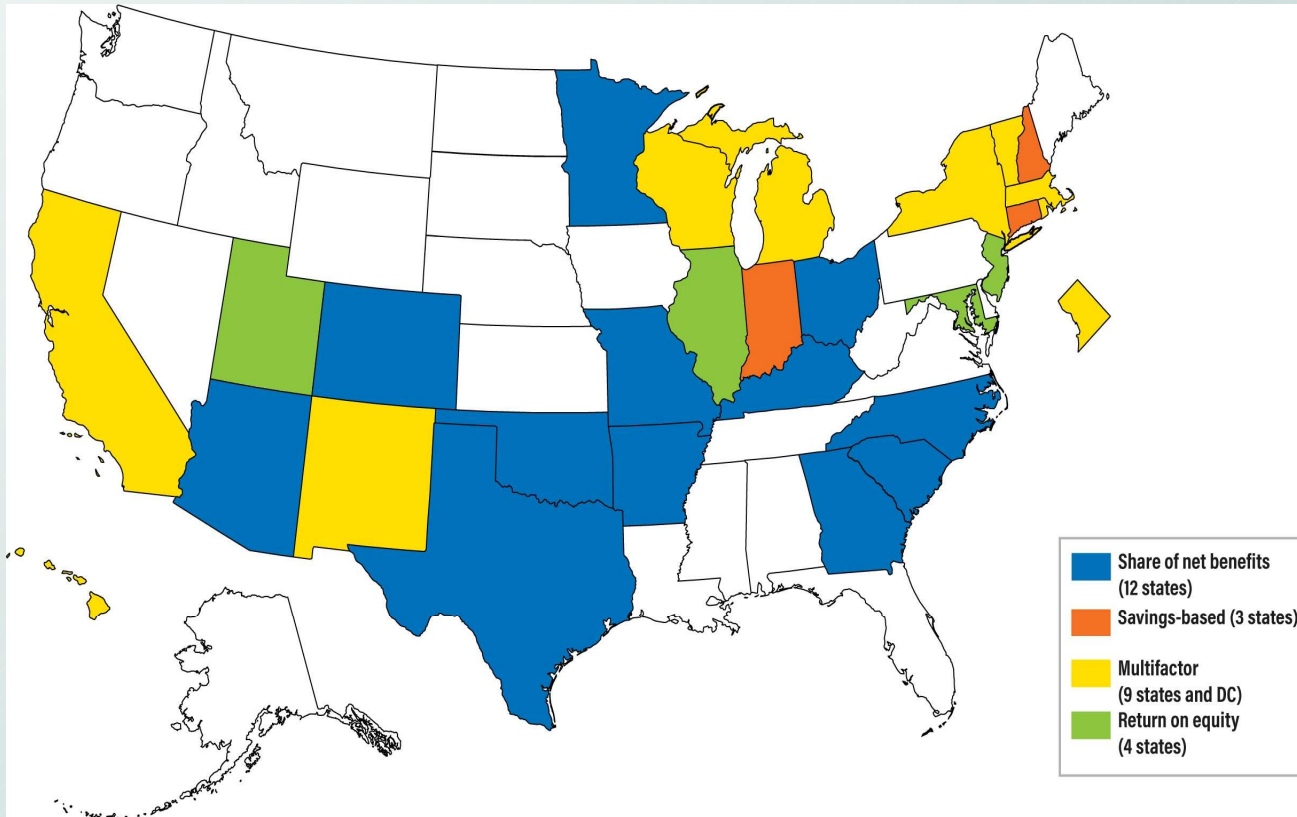 Share of net benefits
(12 states)
Savings-based (3 states)
Multifactor
(9 states and DC)
Return on equity
(4 states)